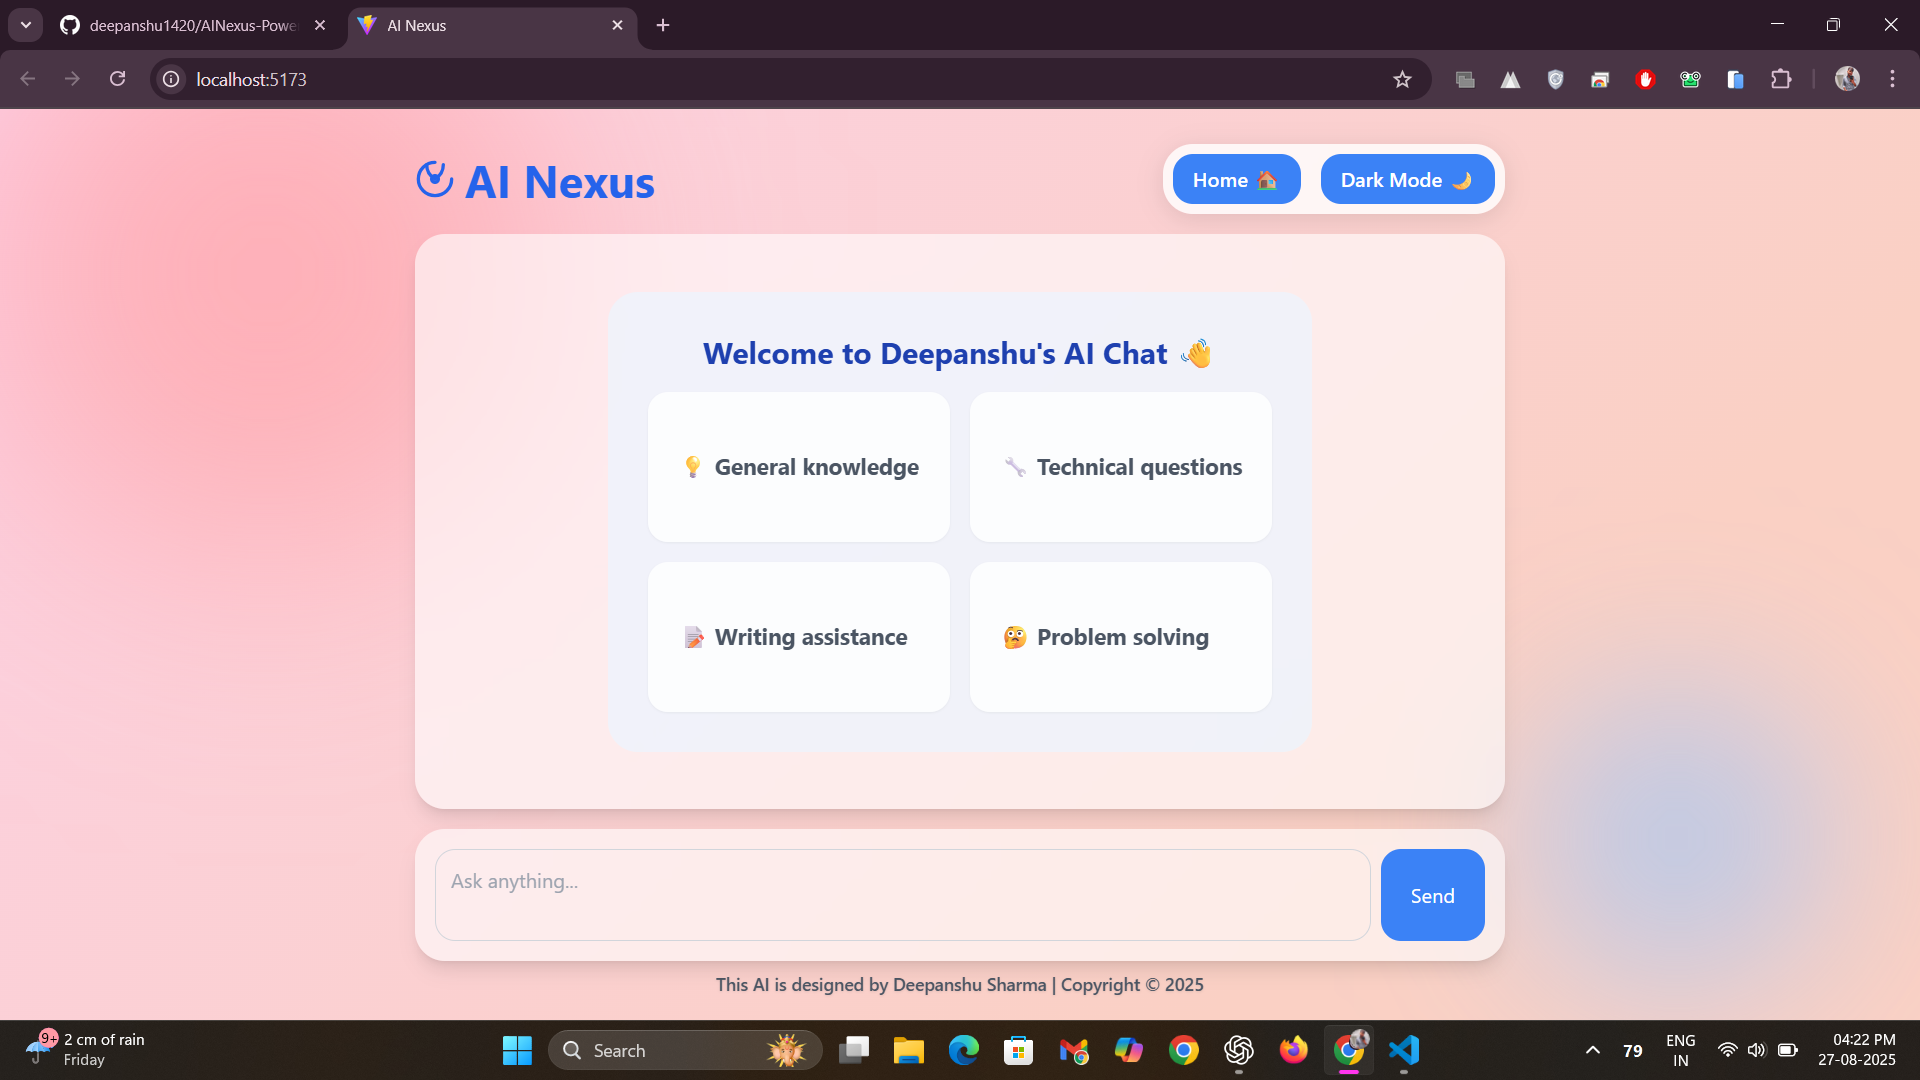 deepanshu1420/AINexus-Powe
AI Nexus
localhost:5173
AI Nexus
Home 🏠
Dark Mode 🌙
Welcome to Deepanshu's AI Chat 👋
💡 General knowledge
🔧 Technical questions
📝 Writing assistance
🤔 Problem solving
Ask anything...
Send
This AI is designed by Deepanshu Sharma | Copyright © 2025
9+
2 cm of rain
Friday
Search
79
ENG
IN
04:22 PM
27-08-2025